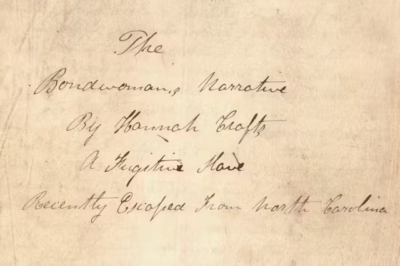 The
Bondwoman's Narrative
By Hannah Crafts
A Fugitive Slave
Recently Escaped From North Carolina